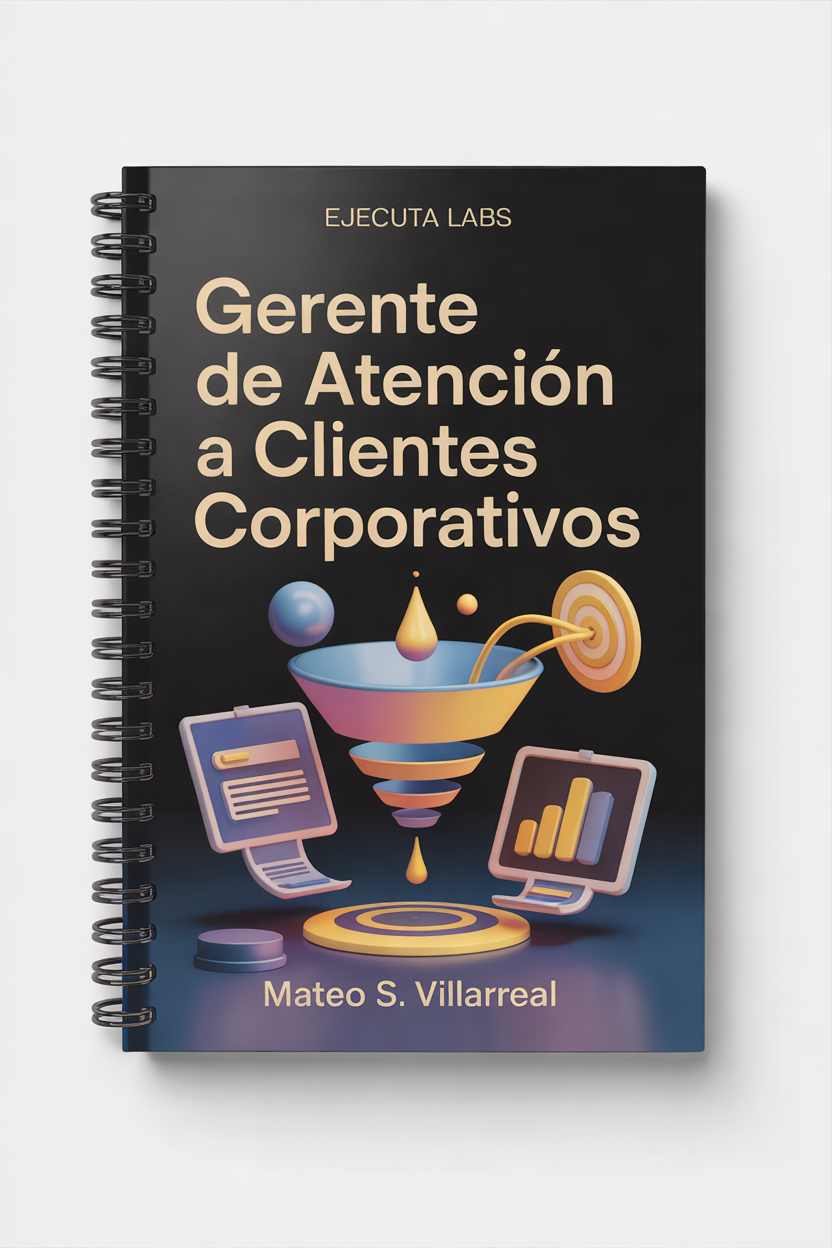 EJECUTA LABS
Gerente
de Atención
a Clientes
Corporativos
Mateo S. Villarreal